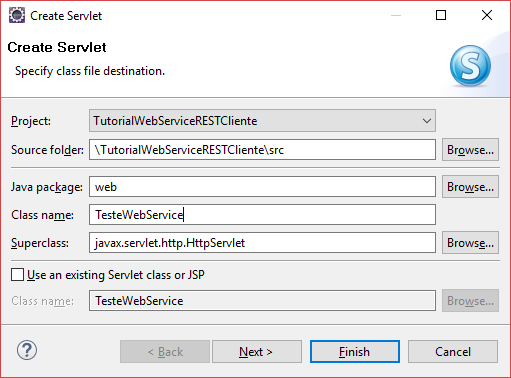 Create Servlet
Create Servlet
Specify class file destination.
S
Project: TutorialWebServiceRESTCliente
Source folder: \TutorialWebServiceRESTCliente\src Browse...
Java package: web Browse...
Class name: TesteWebService
Superclass: javax.servlet.http.HttpServlet Browse...
Use an existing Servlet class or JSP
Class name: TesteWebService Browse...
? < Back Next > Finish Cancel